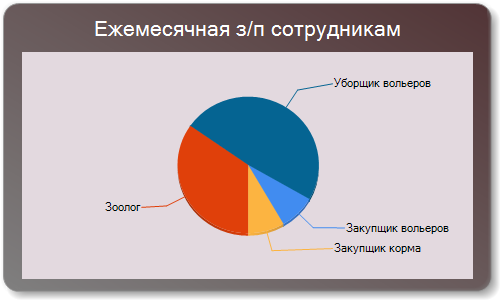 Ежемесячная з/п сотрудникам
Уборщик вольеров
Зоолог
Закупщик вольеров
Закупщик корма